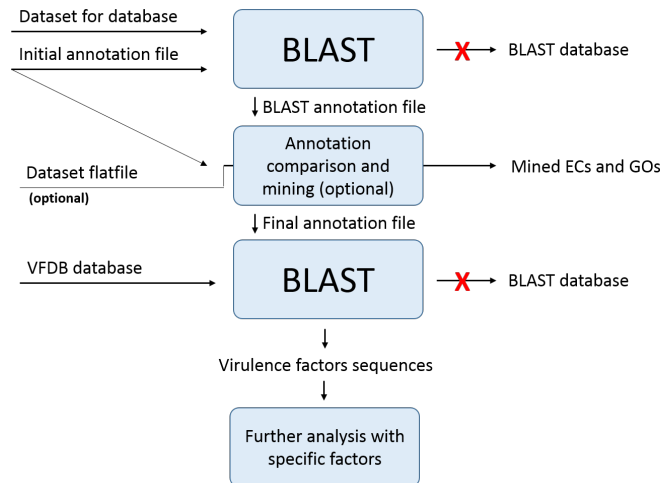 Dataset for database
BLAST
X
BLAST database
Initial annotation file
BLAST annotation file
Annotation
comparison and
mining (optional)
Mined ECs and GOs
Dataset flatfile
(optional)
Final annotation file
VFDB database
BLAST
X
BLAST database
Virulence factors sequences
Further analysis with
specific factors